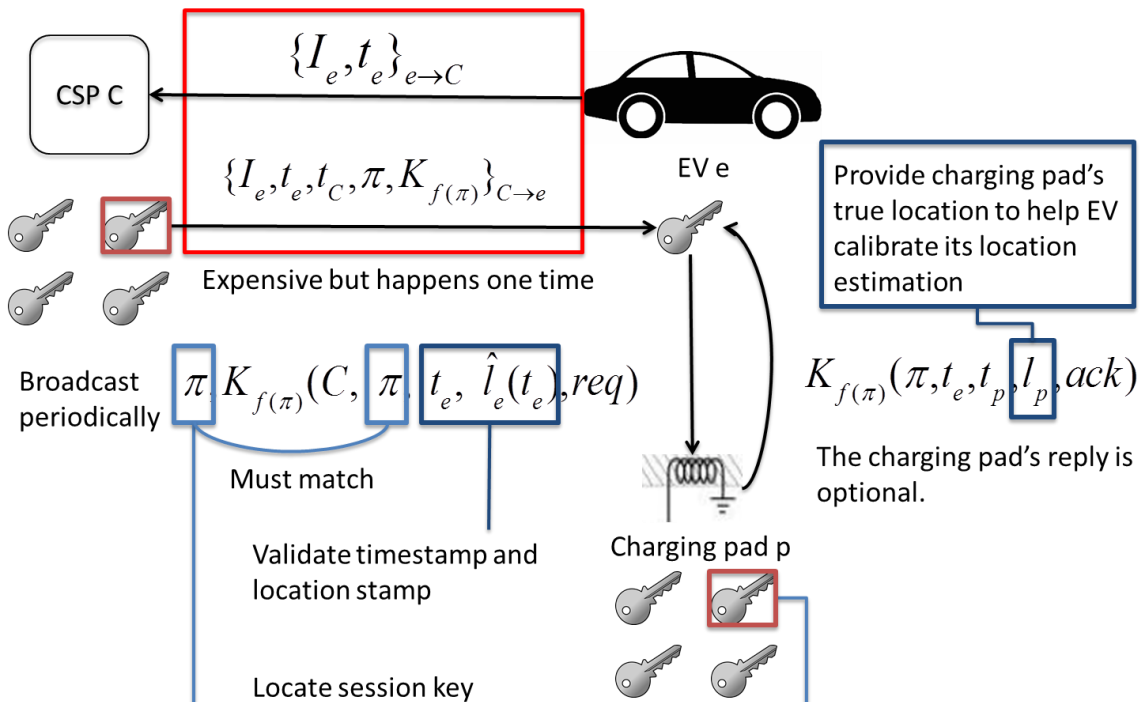 CSP C
{I_e, t_e}_{e→C}
{I_e, t_e, t_C, π, K_{f(π)}}_{C→e}
EV e
Expensive but happens one time
Provide charging pad's
true location to help EV
calibrate its location
estimation
Broadcast
periodically
π, K_{f(π)}(C, π, t_e, l̂_e(t_e), req)
K_{f(π)}(π, t_e, t_p, l_p, ack)
Must match
The charging pad's reply is
optional.
Validate timestamp and
location stamp
Charging pad p
Locate session key